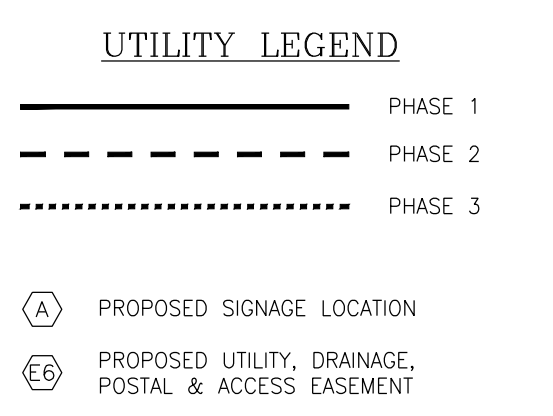 UTILITY LEGEND
PHASE 1
PHASE 2
PHASE 3
A PROPOSED SIGNAGE LOCATION
E6 PROPOSED UTILITY, DRAINAGE,
POSTAL & ACCESS EASEMENT